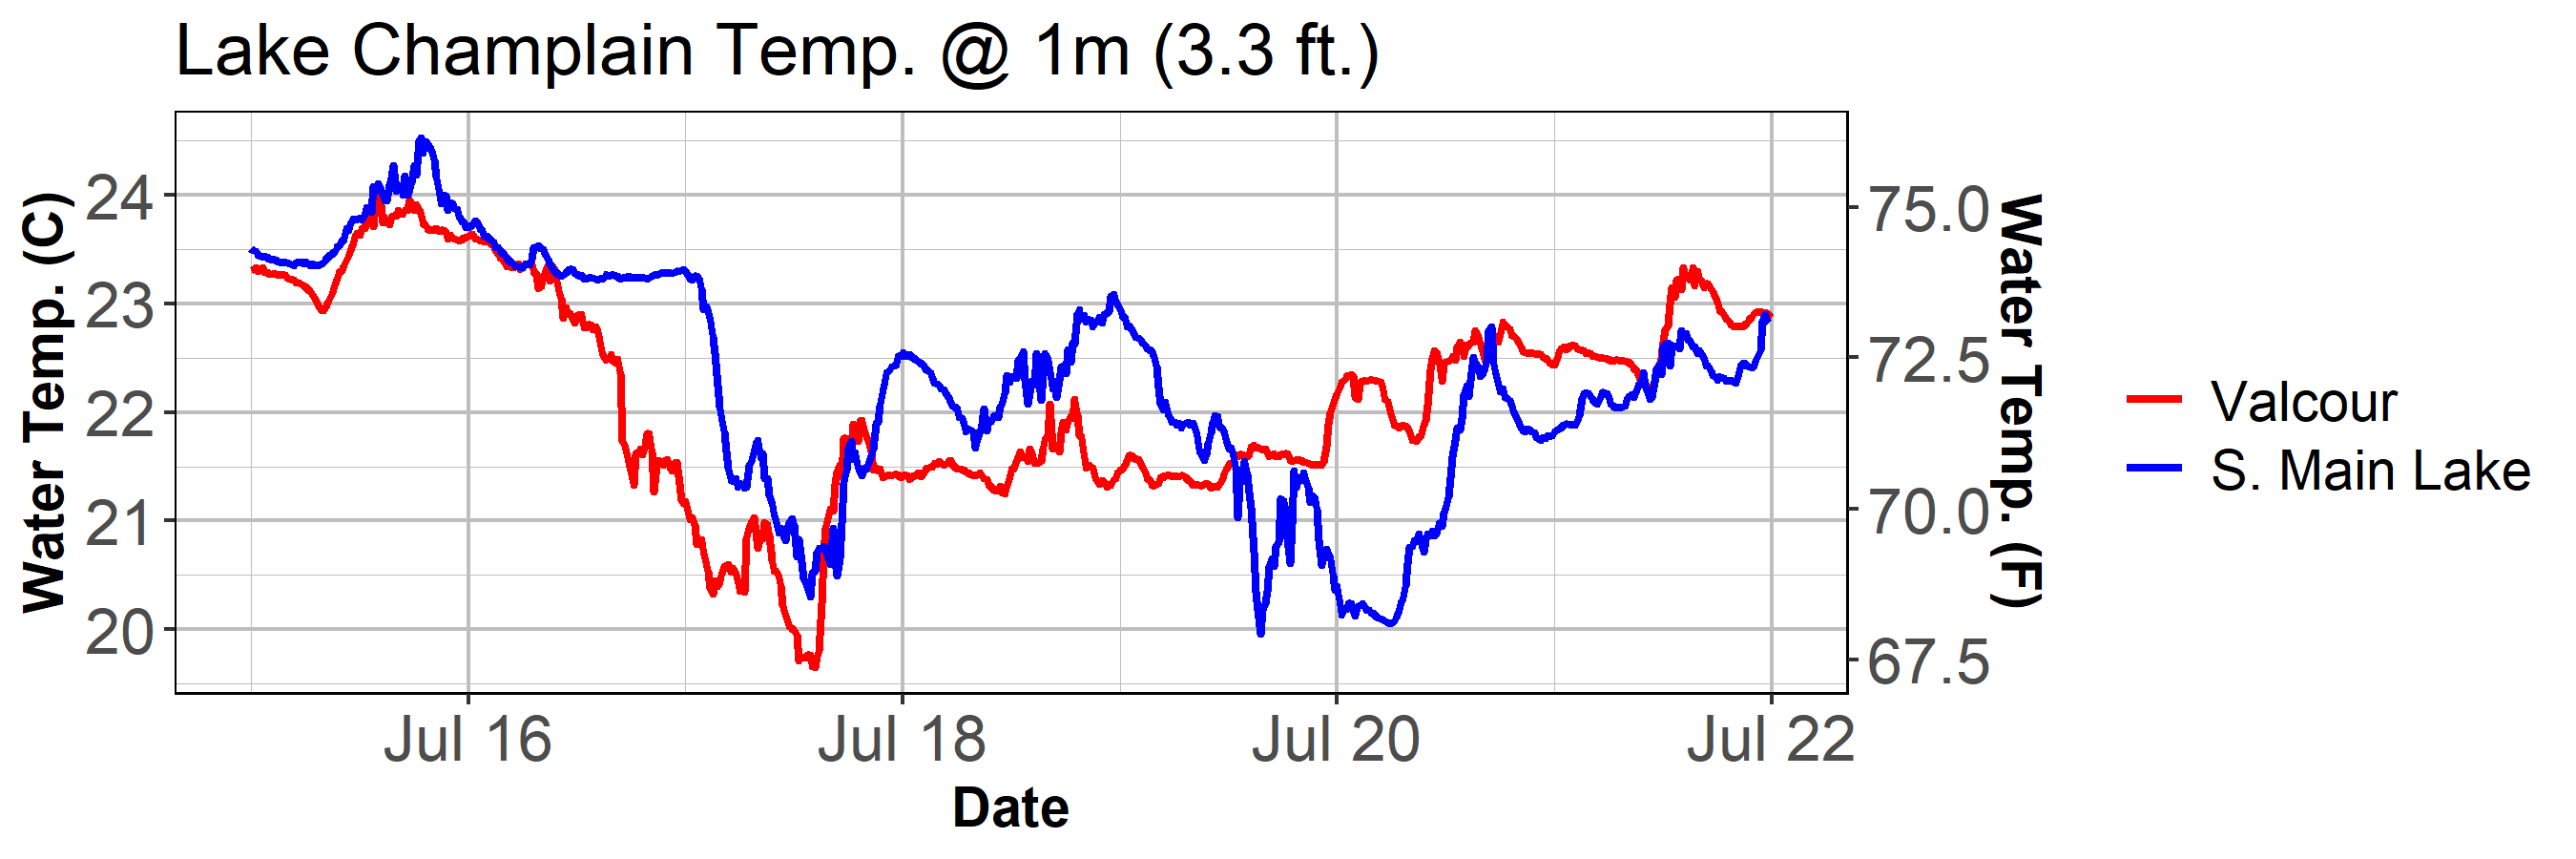 Lake Champlain Temp. @ 1m (3.3 ft.)
Water Temp. (C)
24
23
22
21
20
75.0
72.5
70.0
67.5
Water Temp. (F)
Jul 16
Jul 18
Jul 20
Jul 22
Date
Valcour
S. Main Lake